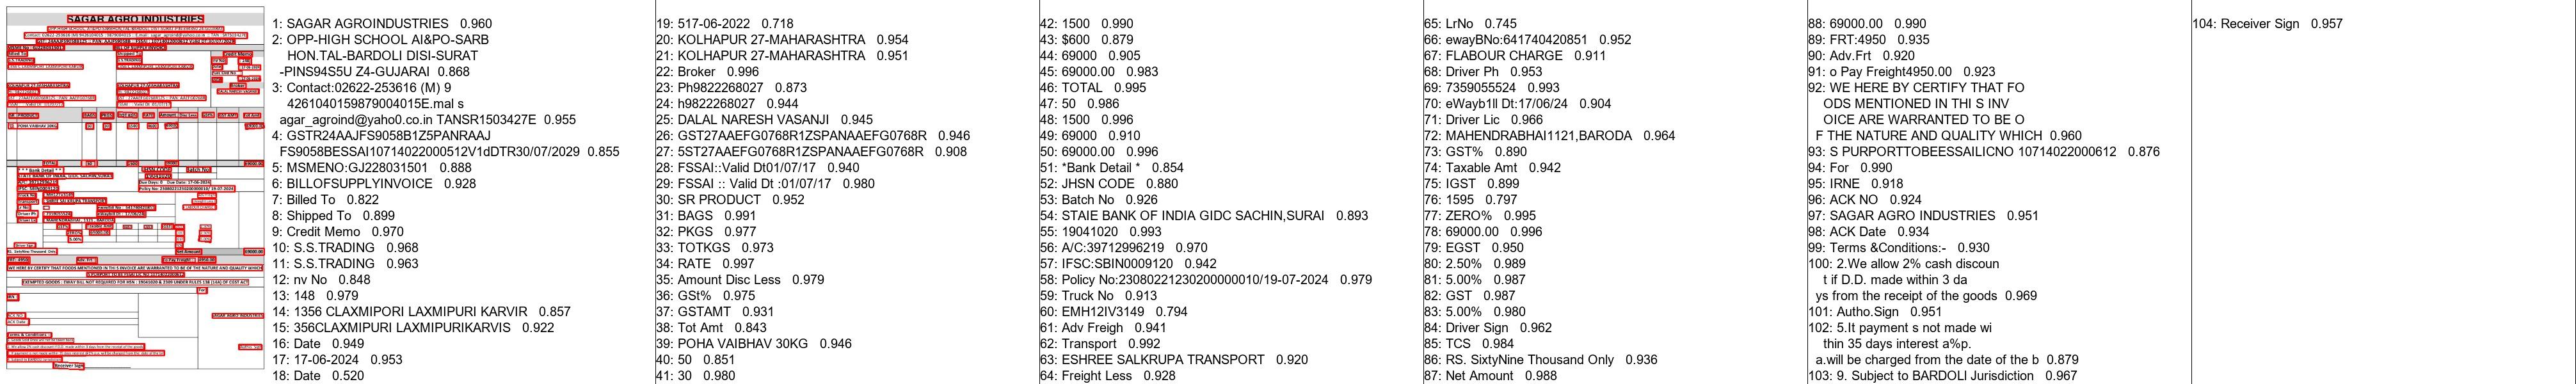 SAGAR AGRO INDUSTRIES
1: SAGAR AGROINDUSTRIES 0.960
2: OPP-HIGH SCHOOL AI&PO-SARB
HON.TAL-BARDOLI DISI-SURAT
-PINS94S5U Z4-GUJARAI 0.868
3: Contact:02622-253616 (M) 9
4261040159879004015E.mal s
agar_agroind@yaho0.co.in TANSR1503427E 0.955
4: GSTR24AAJFS9058B1Z5PANRAAJ
FS9058BESSAI10714022000512V1dDTR30/07/2029 0.855
5: MSMENO:GJ228031501 0.888
6: BILLOFSUPPLYINVOICE 0.928
7: Billed To 0.822
8: Shipped To 0.899
9: Credit Memo 0.970
10: S.S.TRADING 0.968
11: S.S.TRADING 0.963
12: nv No 0.848
13: 148 0.979
14: 1356 CLAXMIPORI LAXMIPURI KARVIR 0.857
15: 356CLAXMIPURI LAXMIPURIKARVIS 0.922
16: Date 0.949
17: 17-06-2024 0.953
18: Date 0.520
19: 517-06-2022 0.718
20: KOLHAPUR 27-MAHARASHTRA 0.954
21: KOLHAPUR 27-MAHARASHTRA 0.951
22: Broker 0.996
23: Ph9822268027 0.873
24: h9822268027 0.944
25: DALAL NARESH VASANJI 0.945
26: GST27AAEFG0768R1ZSPANAAEFG0768R 0.946
27: 5ST27AAEFG0768R1ZSPANAAEFG0768R 0.908
28: FSSAI::Valid Dt01/07/17 0.940
29: FSSAI :: Valid Dt :01/07/17 0.980
30: SR PRODUCT 0.952
31: BAGS 0.991
32: PKGS 0.977
33: TOTKGS 0.973
34: RATE 0.997
35: Amount Disc Less 0.979
36: GSt% 0.975
37: GSTAMT 0.931
38: Tot Amt 0.843
39: POHA VAIBHAV 30KG 0.946
40: 50 0.851
41: 30 0.980
42: 1500 0.990
43: $600 0.879
44: 69000 0.905
45: 69000.00 0.983
46: TOTAL 0.995
47: 50 0.986
48: 1500 0.996
49: 69000 0.910
50: 69000.00 0.996
51: *Bank Detail * 0.854
52: JHSN CODE 0.880
53: Batch No 0.926
54: STAIE BANK OF INDIA GIDC SACHIN,SURAI 0.893
55: 19041020 0.993
56: A/C:39712996219 0.970
57: IFSC:SBIN0009120 0.942
58: Policy No:23080221230200000010/19-07-2024 0.979
59: Truck No 0.913
60: EMH12IV3149 0.794
61: Adv Freigh 0.941
62: Transport 0.992
63: ESHREE SALKRUPA TRANSPORT 0.920
64: Freight Less 0.928
65: LrNo 0.745
66: ewayBNo:641740420851 0.952
67: FLABOUR CHARGE 0.911
68: Driver Ph 0.953
69: 7359055524 0.993
70: eWayb1ll Dt:17/06/24 0.904
71: Driver Lic 0.966
72: MAHENDRABHAI1121,BARODA 0.964
73: GST% 0.890
74: Taxable Amt 0.942
75: IGST 0.899
76: 1595 0.797
77: ZERO% 0.995
78: 69000.00 0.996
79: EGST 0.950
80: 2.50% 0.989
81: 5.00% 0.987
82: GST 0.987
83: 5.00% 0.980
84: Driver Sign 0.962
85: TCS 0.984
86: RS. SixtyNine Thousand Only 0.936
87: Net Amount 0.988
88: 69000.00 0.990
89: FRT:4950 0.935
90: Adv.Frt 0.920
91: o Pay Freight4950.00 0.923
92: WE HERE BY CERTIFY THAT FO
ODS MENTIONED IN THI S INV
OICE ARE WARRANTED TO BE O
F THE NATURE AND QUALITY WHICH 0.960
93: S PURPORTTOBEESSAILICNO 10714022000612 0.876
94: For 0.990
95: IRNE 0.918
96: ACK NO 0.924
97: SAGAR AGRO INDUSTRIES 0.951
98: ACK Date 0.934
99: Terms &Conditions:- 0.930
100: 2.We allow 2% cash discoun
t if D.D. made within 3 da
ys from the receipt of the goods 0.969
101: Autho.Sign 0.951
102: 5.It payment s not made wi
thin 35 days interest a%p.
a.will be charged from the date of the b 0.879
103: 9. Subject to BARDOLI Jurisdiction 0.967
104: Receiver Sign 0.957